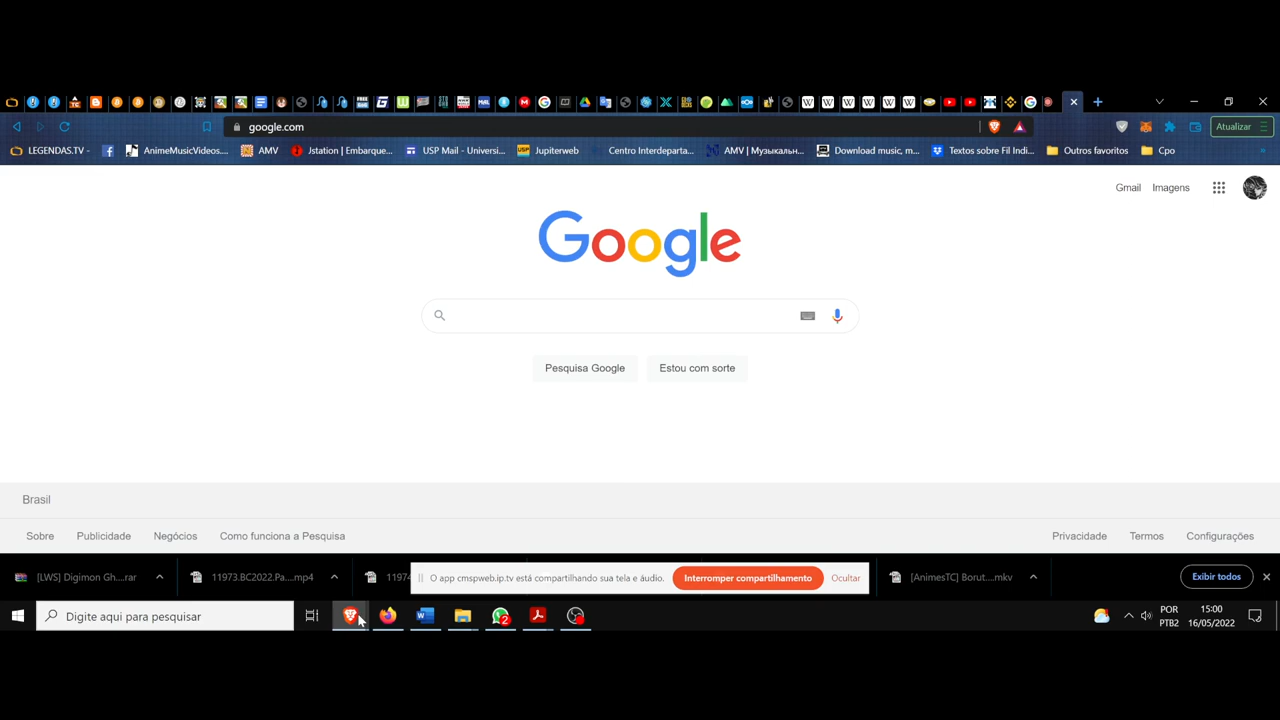 google.com
Atualizar
LEGENDAS.TV -
AnimeMusicVideos...
AMV
Jstation | Embarque...
USP Mail - Universi...
Jupiterweb
Centro Interdeparta...
AMV | Музыкальн...
Download music, m...
Textos sobre Fil Indi...
Outros favoritos
Cpo
Gmail
Imagens
Google
Pesquisa Google
Estou com sorte
Brasil
Sobre
Publicidade
Negócios
Como funciona a Pesquisa
Privacidade
Termos
Configurações
[LWS] Digimon Gh....rar
11973.BC2022.Pa....mp4
1197
O app cmspweb.ip.tv está compartilhando sua tela e áudio.
Interromper compartilhamento
Ocultar
[AnimesTC] Borut....mkv
Exibir todos
Digite aqui para pesquisar
2
POR
PTB2
15:00
16/05/2022